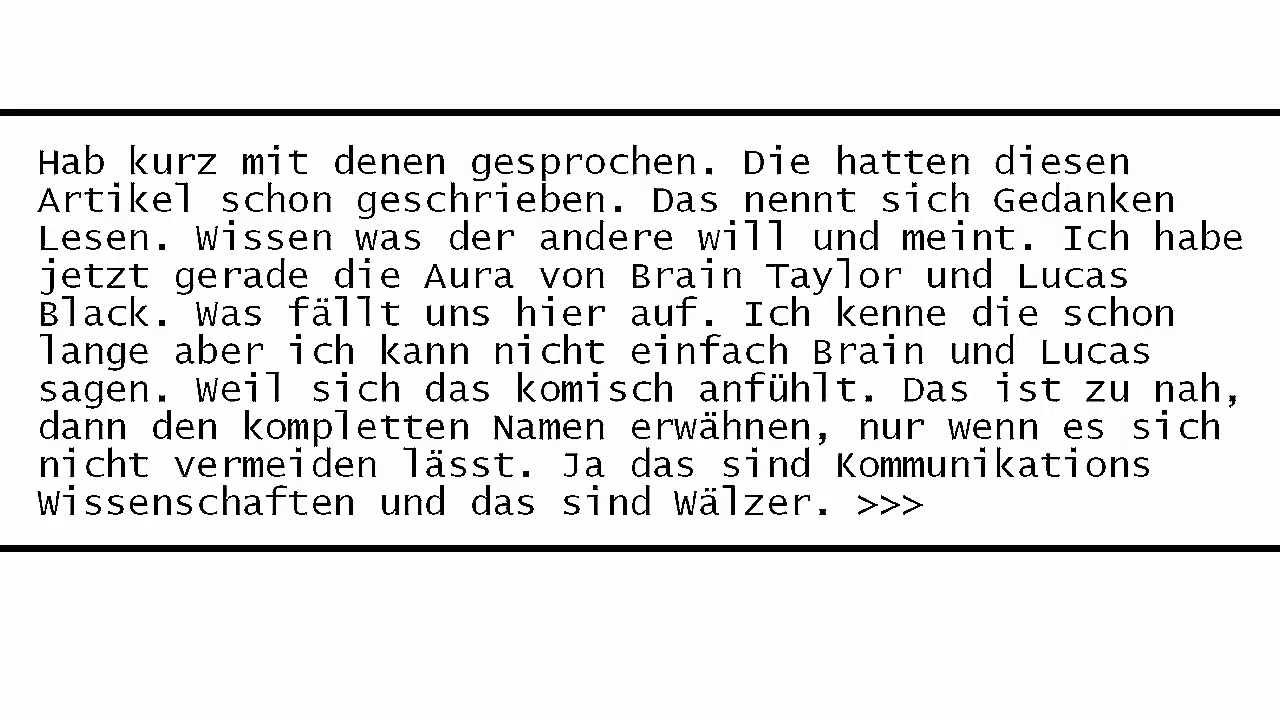 Hab kurz mit denen gesprochen. Die hatten diesen
Artikel schon geschrieben. Das nennt sich Gedanken
Lesen. Wissen was der andere will und meint. Ich habe
jetzt gerade die Aura von Brain Taylor und Lucas
Black. Was fällt uns hier auf. Ich kenne die schon
lange aber ich kann nicht einfach Brain und Lucas
sagen. Weil sich das komisch anfühlt. Das ist zu nah,
dann den kompletten Namen erwähnen, nur wenn es sich
nicht vermeiden lässt. Ja das sind Kommunikations
Wissenschaften und das sind Wälzer. >>>